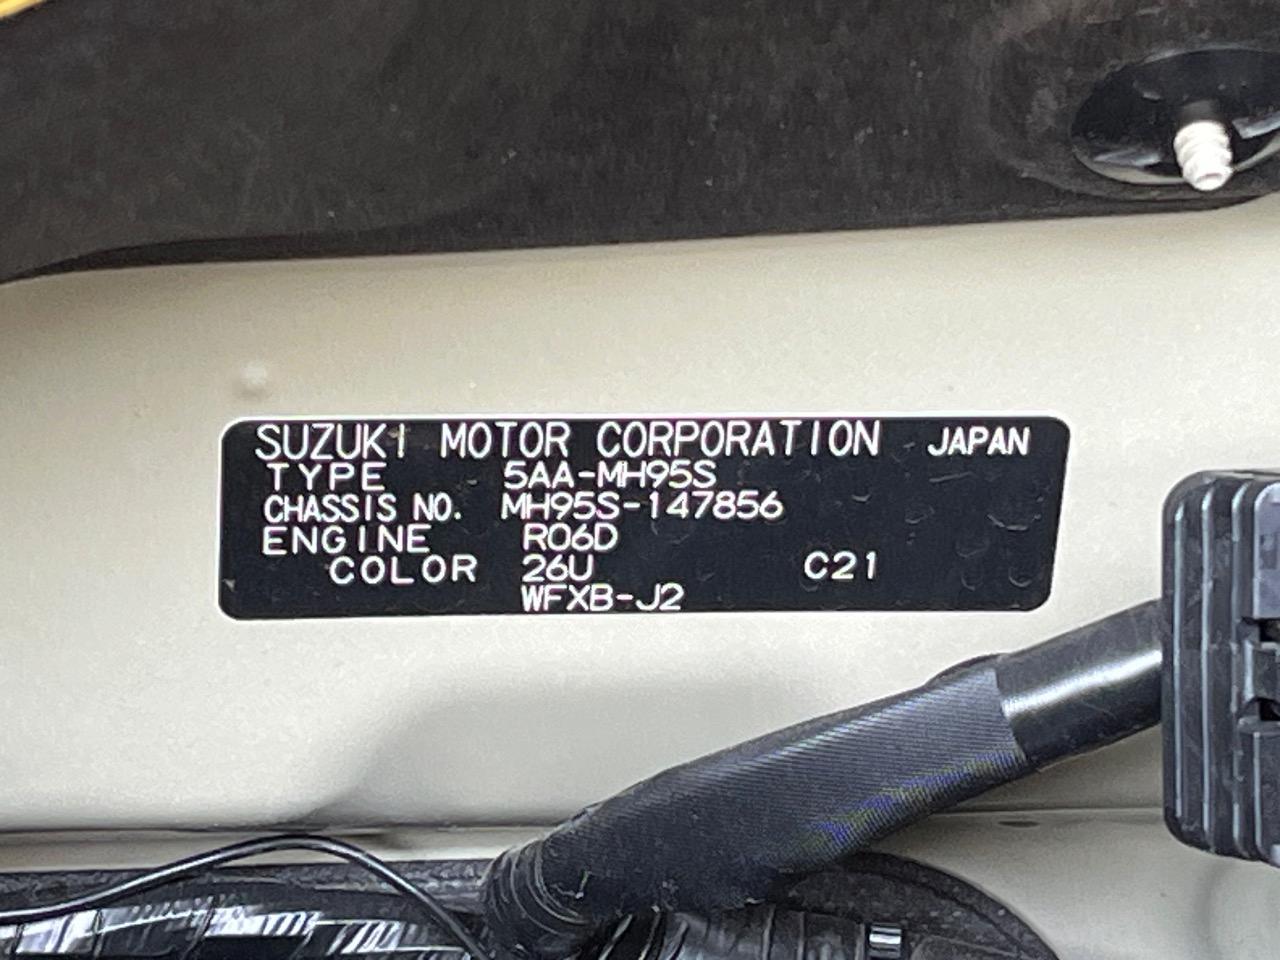 SUZUKI MOTOR CORPORATION JAPAN
TYPE 5AA-MH95S
CHASSIS NO. MH95S-147856
ENGINE R06D
COLOR 26U C21
WFXB-J2